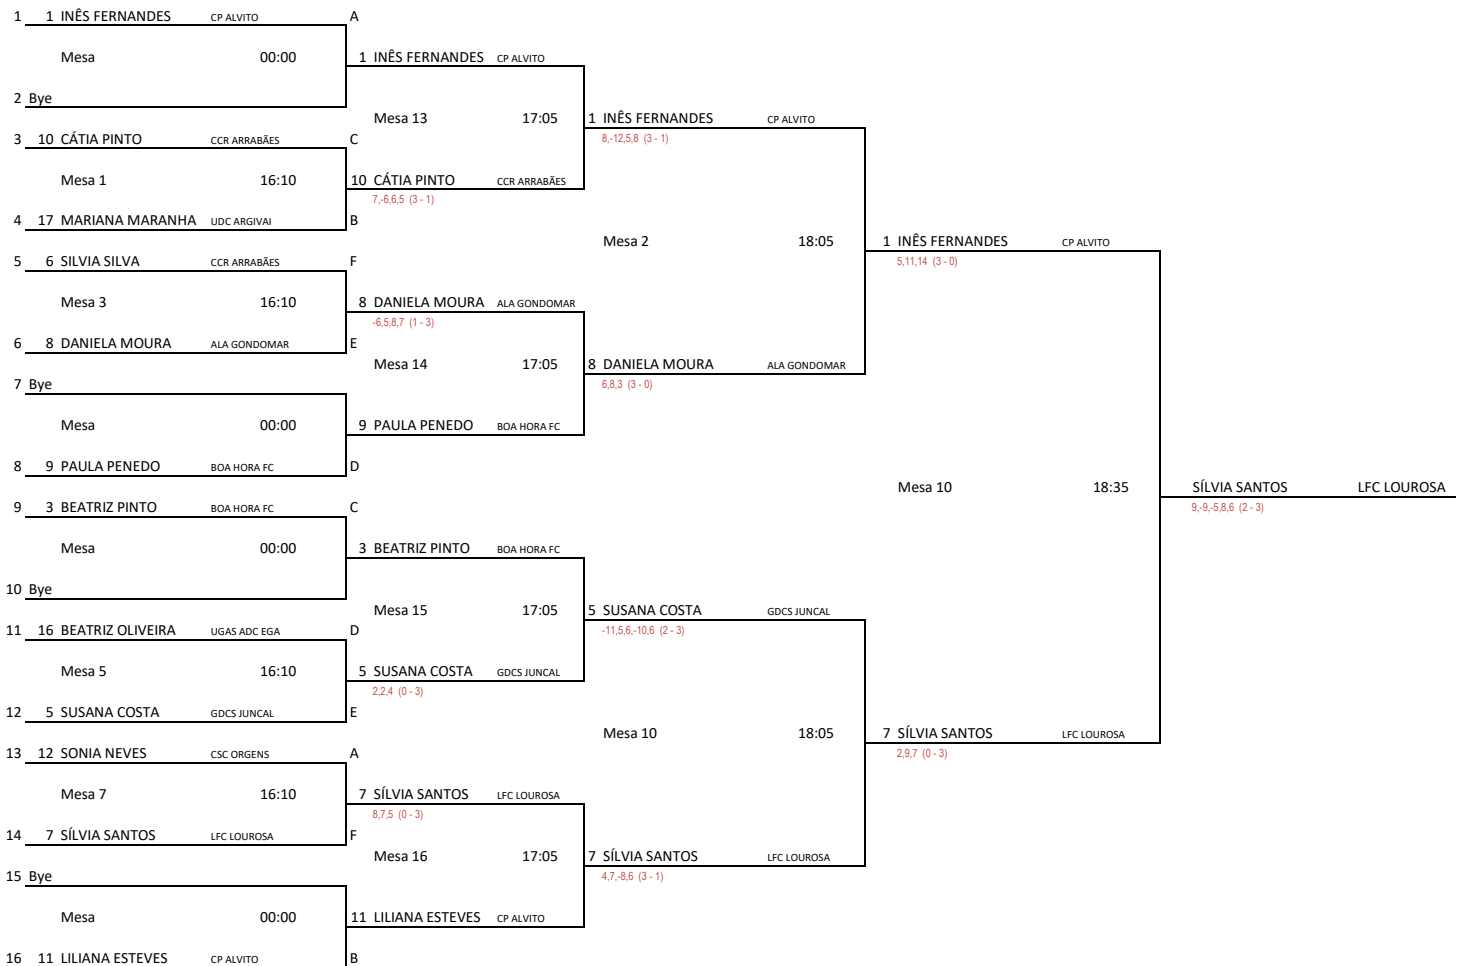 1 1 INÊS FERNANDES CP ALVITO A
Mesa 00:00 1 INÊS FERNANDES CP ALVITO
2 Bye
Mesa 13 17:05 1 INÊS FERNANDES CP ALVITO
3 10 CÁTIA PINTO CCR ARRABÃES C 8,-12,5,8 (3 - 1)
Mesa 1 16:10 10 CÁTIA PINTO CCR ARRABÃES
7,-6,6,5 (3 - 1)
4 17 MARIANA MARANHA UDC ARGIVAI B
Mesa 2 18:05 1 INÊS FERNANDES CP ALVITO
5 6 SILVIA SILVA CCR ARRABÃES F 5,11,14 (3 - 0)
Mesa 3 16:10 8 DANIELA MOURA ALA GONDOMAR
-6,5,8,7 (1 - 3)
6 8 DANIELA MOURA ALA GONDOMAR E
Mesa 14 17:05 8 DANIELA MOURA ALA GONDOMAR
7 Bye 6,8,3 (3 - 0)
Mesa 00:00 9 PAULA PENEDO BOA HORA FC
8 9 PAULA PENEDO BOA HORA FC D
Mesa 10 18:35 SÍLVIA SANTOS LFC LOUROSA
9 3 BEATRIZ PINTO BOA HORA FC C 9,-9,-5,8,6 (2 - 3)
Mesa 00:00 3 BEATRIZ PINTO BOA HORA FC
10 Bye
Mesa 15 17:05 5 SUSANA COSTA GDCS JUNCAL
11 16 BEATRIZ OLIVEIRA UGAS ADC EGA D -11,5,6,-10,6 (2 - 3)
Mesa 5 16:10 5 SUSANA COSTA GDCS JUNCAL
2,2,4 (0 - 3)
12 5 SUSANA COSTA GDCS JUNCAL E
Mesa 10 18:05 7 SÍLVIA SANTOS LFC LOUROSA
13 12 SONIA NEVES CSC ORGENS A 2,9,7 (0 - 3)
Mesa 7 16:10 7 SÍLVIA SANTOS LFC LOUROSA
8,7,5 (0 - 3)
14 7 SÍLVIA SANTOS LFC LOUROSA F
Mesa 16 17:05 7 SÍLVIA SANTOS LFC LOUROSA
15 Bye 4,7,-8,6 (3 - 1)
Mesa 00:00 11 LILIANA ESTEVES CP ALVITO
16 11 LILIANA ESTEVES CP ALVITO B